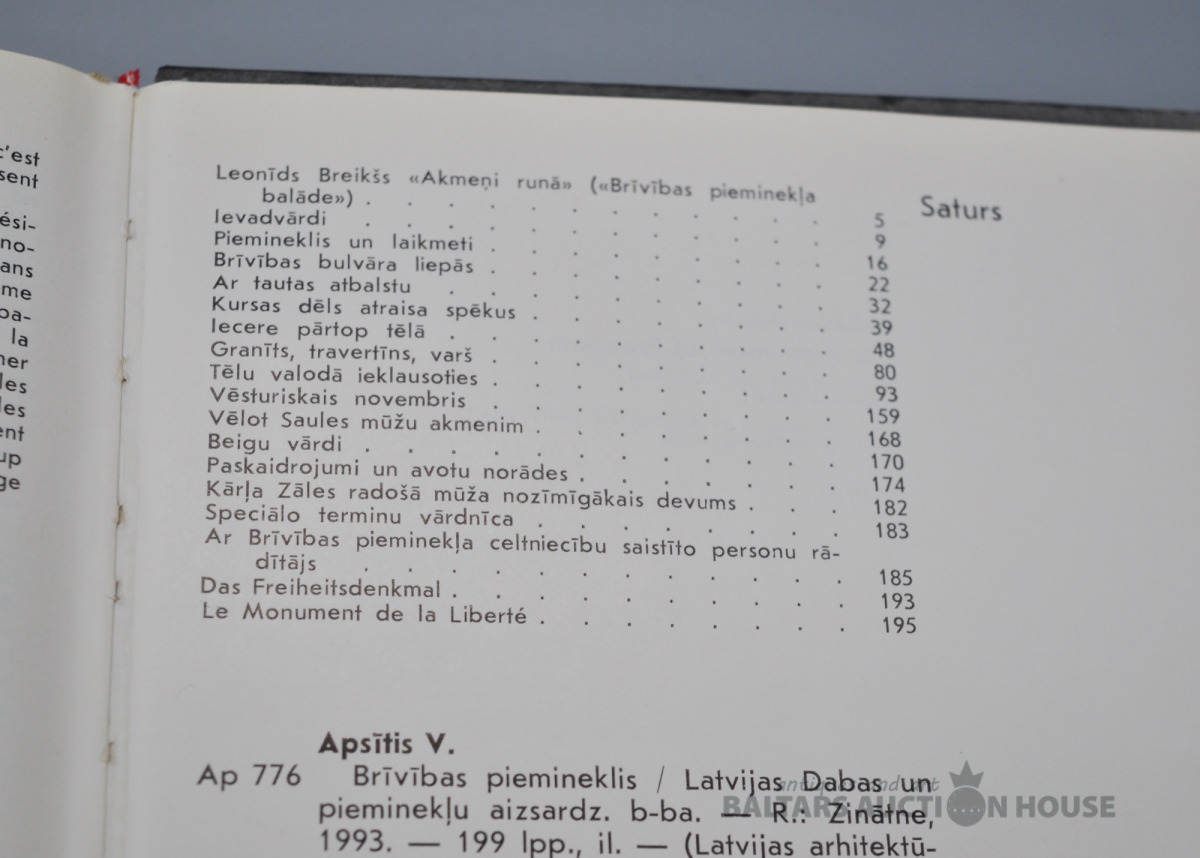 c'est
sent
ési-
no-
ans
me
pa-
la
ner
les
les
ent
up
ge
Saturs
Leonīds Breikšs «Akmeņi runā» («Brīvības pieminekļa
balāde») . . . . . . . . . . . 5
Ievadvārdi . . . . . . . . . . . 9
Piemineklis un laikmeti . . . . . . . . 16
Brīvības bulvāra liepās . . . . . . . . 22
Ar tautas atbalstu . . . . . . . . . 32
Kursas dēls atraisa spēkus . . . . . . . 39
Iecere pārtop tēlā . . . . . . . . . 48
Granīts, travertīns, varš . . . . . . . . 80
Tēlu valodā ieklausoties . . . . . . . . 93
Vēsturiskais novembris . . . . . . . . 159
Vēlot Saules mūžu akmenim . . . . . . . 168
Beigu vārdi . . . . . . . . . . . 170
Paskaidrojumi un avotu norādes . . . . . . 174
Kārļa Zāles radošā mūža nozīmīgākais devums . . . 182
Speciālo terminu vārdnīca . . . . . . . 183
Ar Brīvības pieminekļa celtniecību saistīto personu rā-
dītājs . . . . . . . . . . . 185
Das Freiheitsdenkmal . . . . . . . . . 193
Le Monument de la Liberté . . . . . . . 195
Apsītis V.
Ap 776 Brīvības piemineklis / Latvijas Dabas un
pieminekļu aizsardz. b-ba. — R.: Zinātne,
1993. — 199 lpp., il. — (Latvijas arhitektū-
BALTARS AUCTION HOUSE